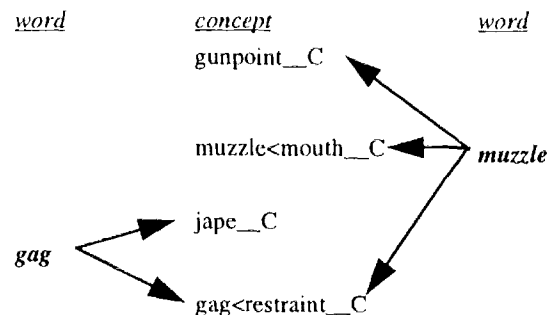 word concept word
gunpoint__C
muzzle<mouth__C muzzle
jape__C
gag
gag<restraint__C